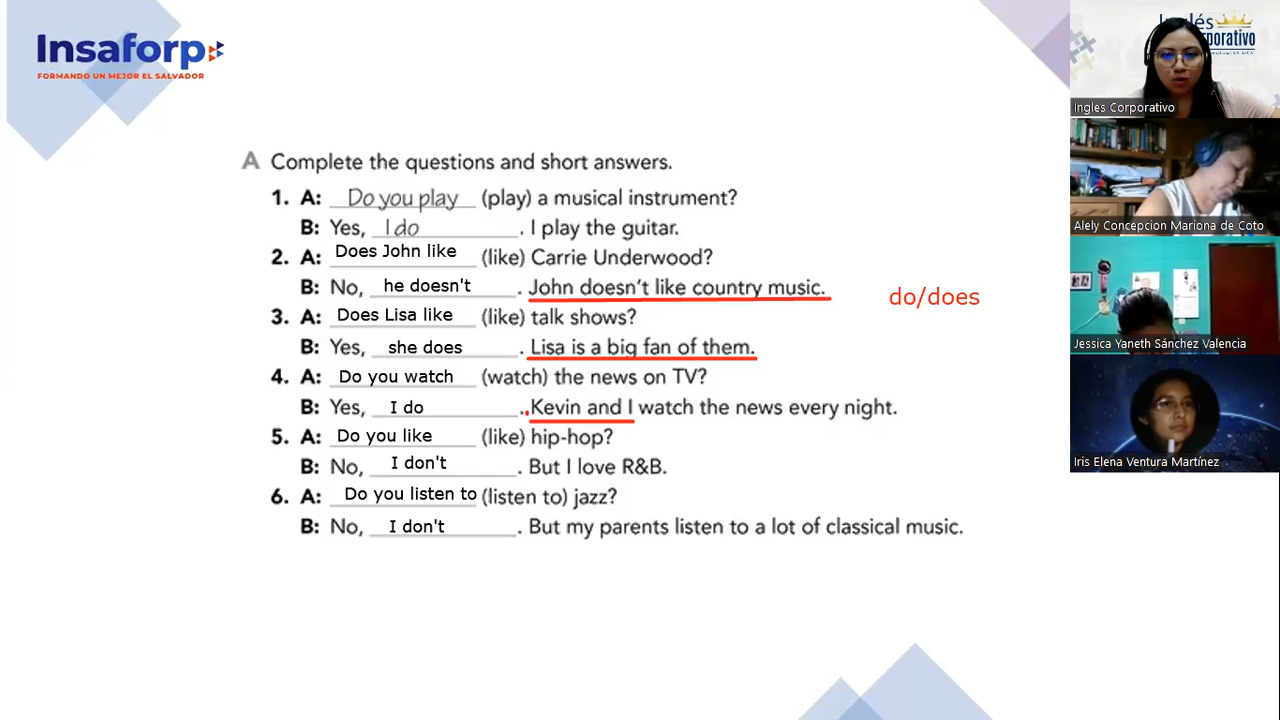 Insaforp
FORMANDO UN MEJOR EL SALVADOR
A Complete the questions and short answers.
1. A: Do you play (play) a musical instrument?
B: Yes, I do. I play the guitar.
2. A: Does John like (like) Carrie Underwood?
B: No, he doesn't. John doesn't like country music.
do/does
3. A: Does Lisa like (like) talk shows?
B: Yes, she does. Lisa is a big fan of them.
4. A: Do you watch (watch) the news on TV?
B: Yes, I do. Kevin and I watch the news every night.
5. A: Do you like (like) hip-hop?
B: No, I don't. But I love R&B.
6. A: Do you listen to (listen to) jazz?
B: No, I don't. But my parents listen to a lot of classical music.
Ingles Corporativo
Alely Concepcion Mariona de Coto
Jessica Yaneth Sánchez Valencia
Iris Elena Ventura Martínez